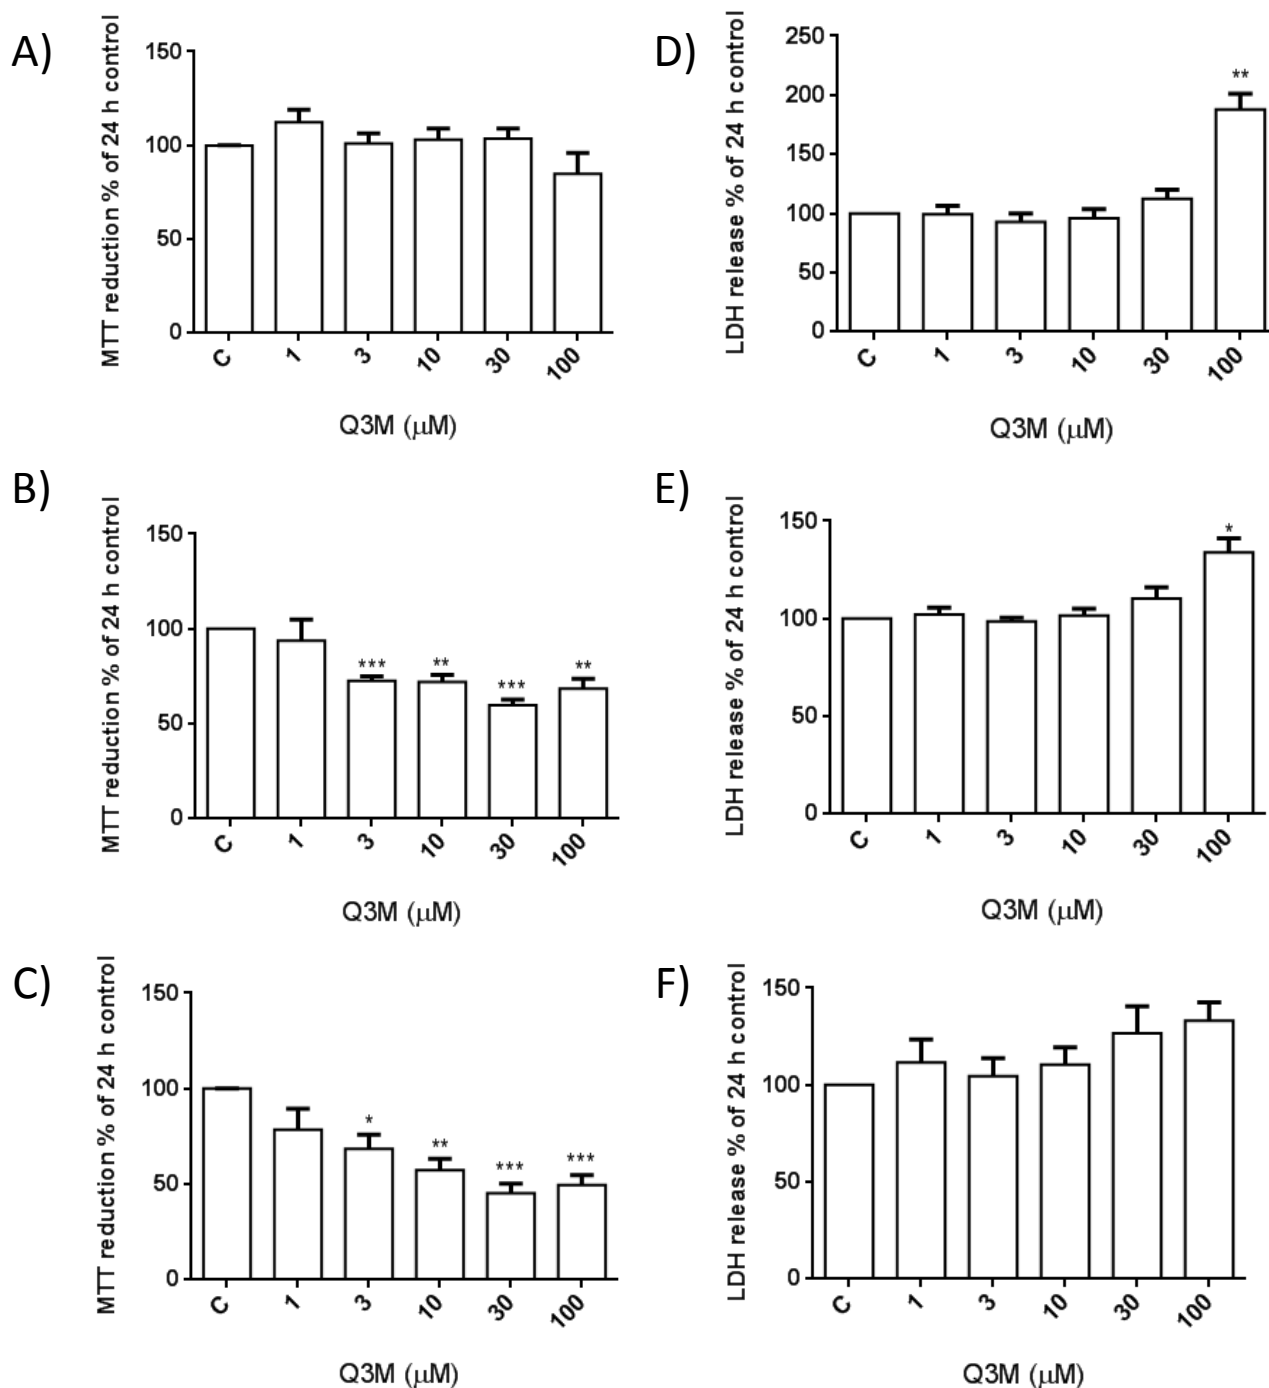 A)
MTT reduction % of 24 h control
150
100
50
0
C 1 3 10 30 100
Q3M (μM)
D)
LDH release % of 24 h control
250
200
150
100
50
0
**
C 1 3 10 30 100
Q3M (μM)
B)
MTT reduction % of 24 h control
150
100
50
0
*** ** *** **
C 1 3 10 30 100
Q3M (μM)
E)
LDH release % of 24 h control
150
100
50
0
*
C 1 3 10 30 100
Q3M (μM)
C)
MTT reduction % of 24 h control
150
100
50
0
* ** *** ***
C 1 3 10 30 100
Q3M (μM)
F)
LDH release % of 24 h control
150
100
50
0
C 1 3 10 30 100
Q3M (μM)